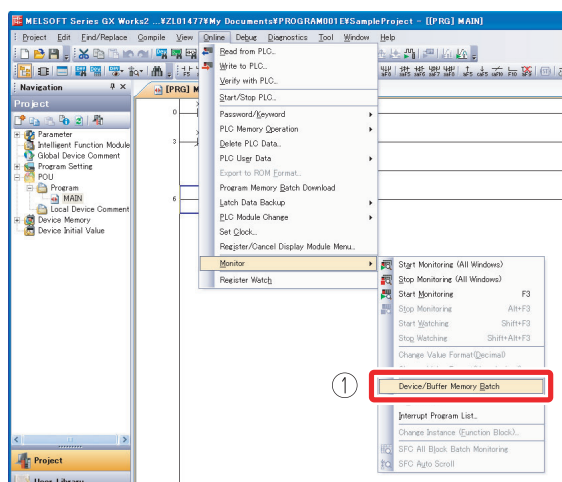 MELSOFT Series GX Works2 ...¥ZL01477¥My Documents¥PROGRAM001E¥SampleProject - [[PRG] MAIN]
Project Edit Find/Replace Compile View Online Debug Diagnostics Tool Window Help
Navigation
[PRG] M
Project
Parameter
Intelligent Function Module
Global Device Comment
Program Setting
POU
Program
MAIN
Local Device Comment
Device Memory
Device Initial Value
Project
User Library
0
3
6
Read from PLC...
Write to PLC...
Verify with PLC...
Start/Stop PLC...
Password/Keyword
PLC Memory Operation
Delete PLC Data...
PLC User Data
Export to ROM Format...
Program Memory Batch Download
Latch Data Backup
PLC Module Change
Set Clock...
Register/Cancel Display Module Menu...
Monitor
Register Watch
Start Monitoring (All Windows)
Stop Monitoring (All Windows)
Start Monitoring F3
Stop Monitoring Alt+F3
Start Watching Shift+F3
Stop Watching Shift+Alt+F3
Change Value Format(Decimal)
1 Device/Buffer Memory Batch
Interrupt Program List...
Change Instance (Function Block)...
SFC All Block Batch Monitoring
SFC Auto Scroll